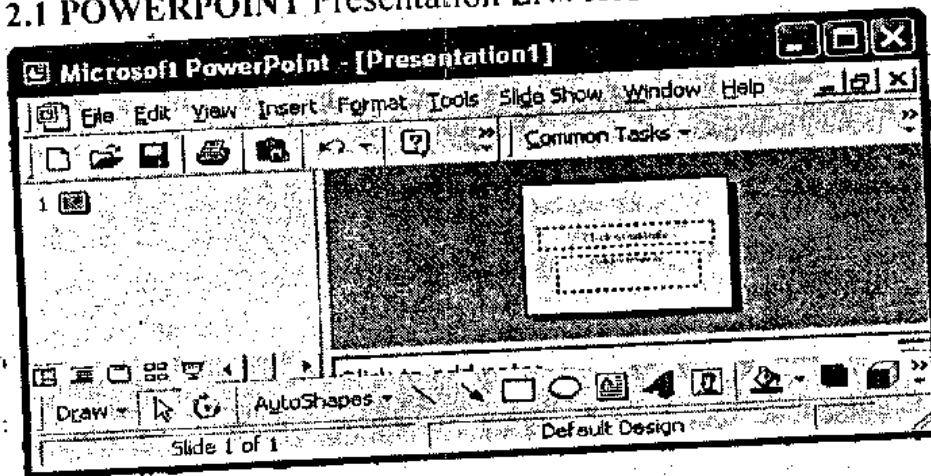 2.1 POWERPOINT Presentation
Microsoft PowerPoint - [Presentation1]
File Edit View Insert Format Tools Slide Show Window Help
Common Tasks
1
Draw AutoShapes
Slide 1 of 1 Default Design